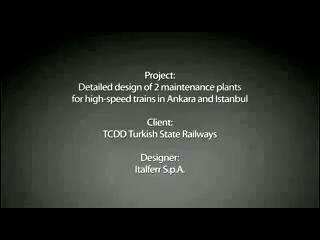 Project:
Detailed design of 2 maintenance plants
for high-speed trains in Ankara and Istanbul
Client:
TCDD Turkish State Railways
Designer:
Italferr S.p.A.